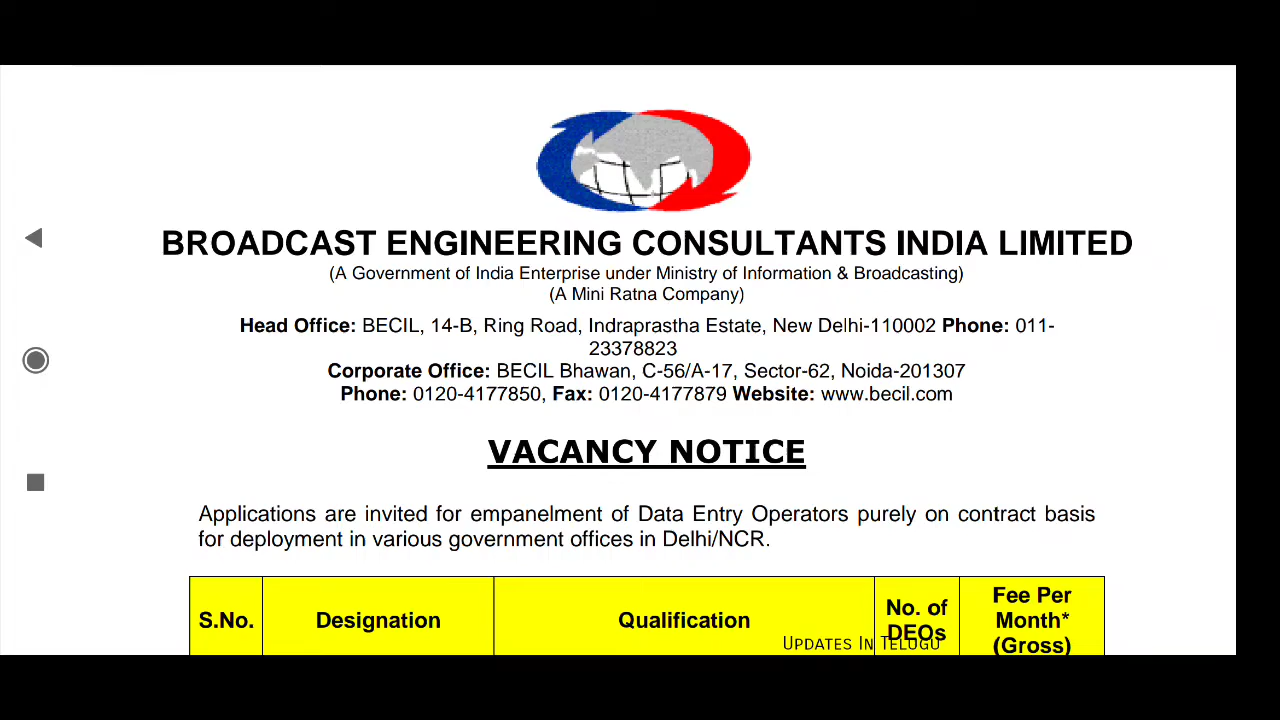 BROADCAST ENGINEERING CONSULTANTS INDIA LIMITED
(A Government of India Enterprise under Ministry of Information & Broadcasting)
(A Mini Ratna Company)
Head Office: BECIL, 14-B, Ring Road, Indraprastha Estate, New Delhi-110002 Phone: 011-
23378823
Corporate Office: BECIL Bhawan, C-56/A-17, Sector-62, Noida-201307
Phone: 0120-4177850, Fax: 0120-4177879 Website: www.becil.com
VACANCY NOTICE
Applications are invited for empanelment of Data Entry Operators purely on contract basis
for deployment in various government offices in Delhi/NCR.
S.No.
Designation
Qualification
No. of
DEOs
Fee Per
Month*
(Gross)
UPDATES IN TELUGU